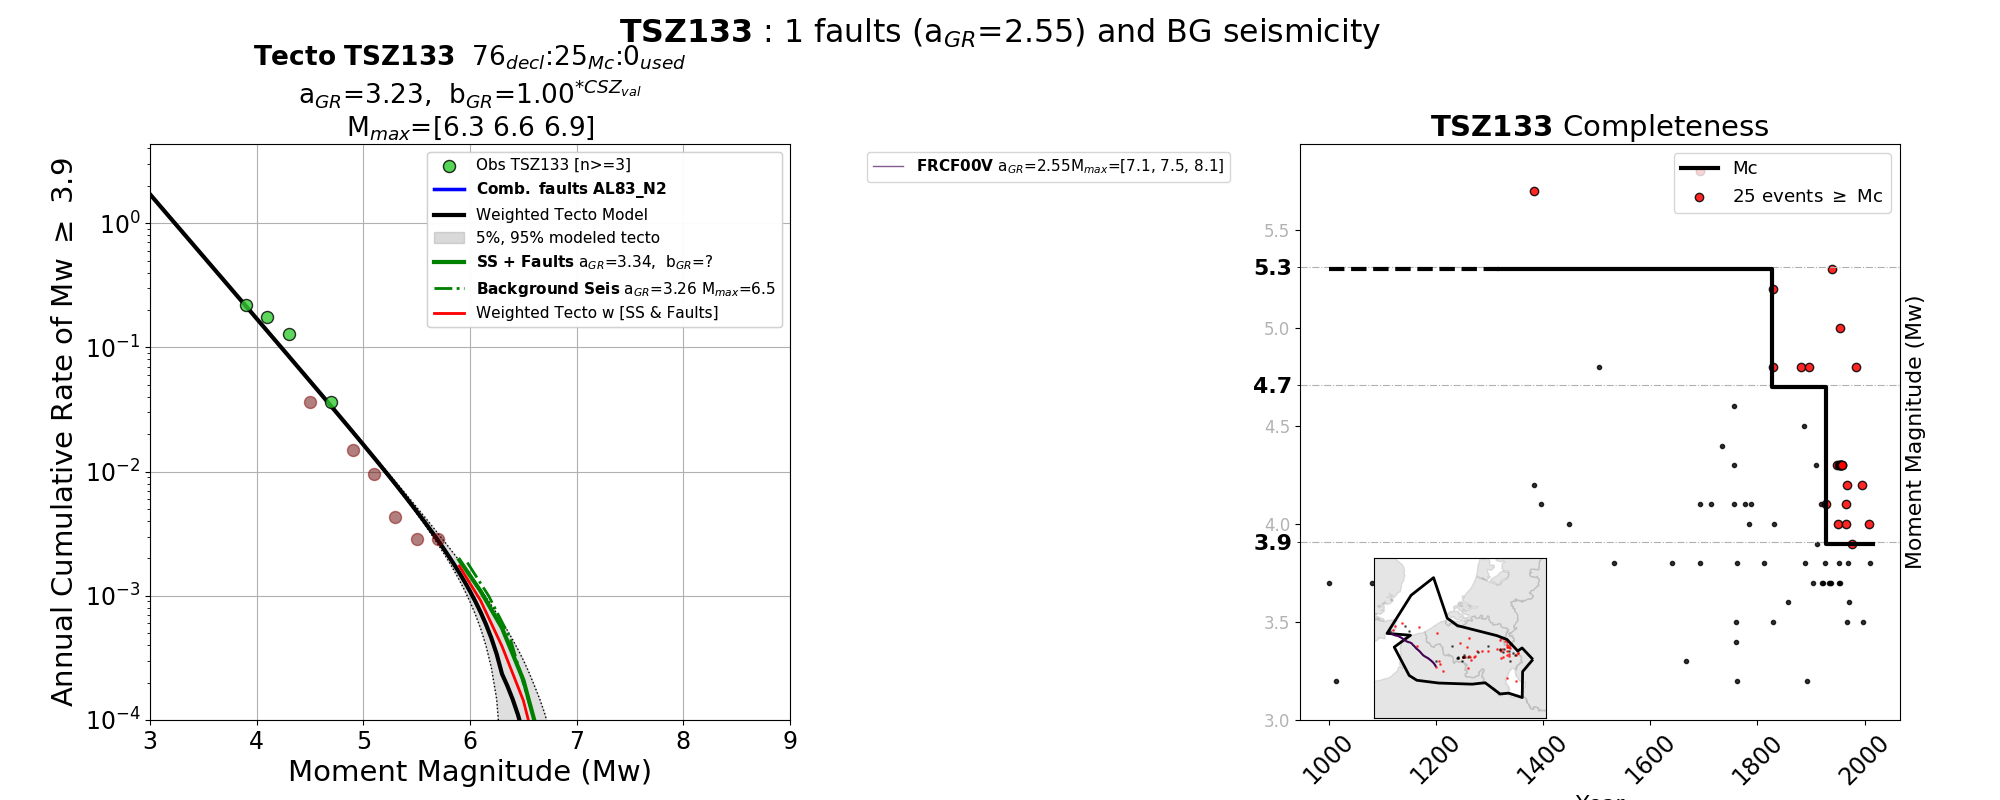 TSZ133 : 1 faults (aGR=2.55) and BG seismicity
Tecto TSZ133 76decl:25Mc:0used
aGR=3.23, bGR=1.00*CSZval
Mmax=[6.3 6.6 6.9]
Annual Cumulative Rate of Mw ≥ 3.9
10^0
10^-1
10^-2
10^-3
10^-4
Obs TSZ133 [n>=3]
Comb. faults AL83_N2
Weighted Tecto Model
5%, 95% modeled tecto
SS + Faults aGR=3.34, bGR=?
Background Seis aGR=3.26 Mmax=6.5
Weighted Tecto w [SS & Faults]
3 4 5 6 7 8 9
Moment Magnitude (Mw)
FRCF00V aGR=2.55Mmax=[7.1, 7.5, 8.1]
TSZ133 Completeness
Mc
25 events ≥ Mc
5.5
5.3
5.0
4.7
4.5
4.0
3.9
3.5
3.0
1000 1200 1400 1600 1800 2000
Moment Magnitude (Mw)